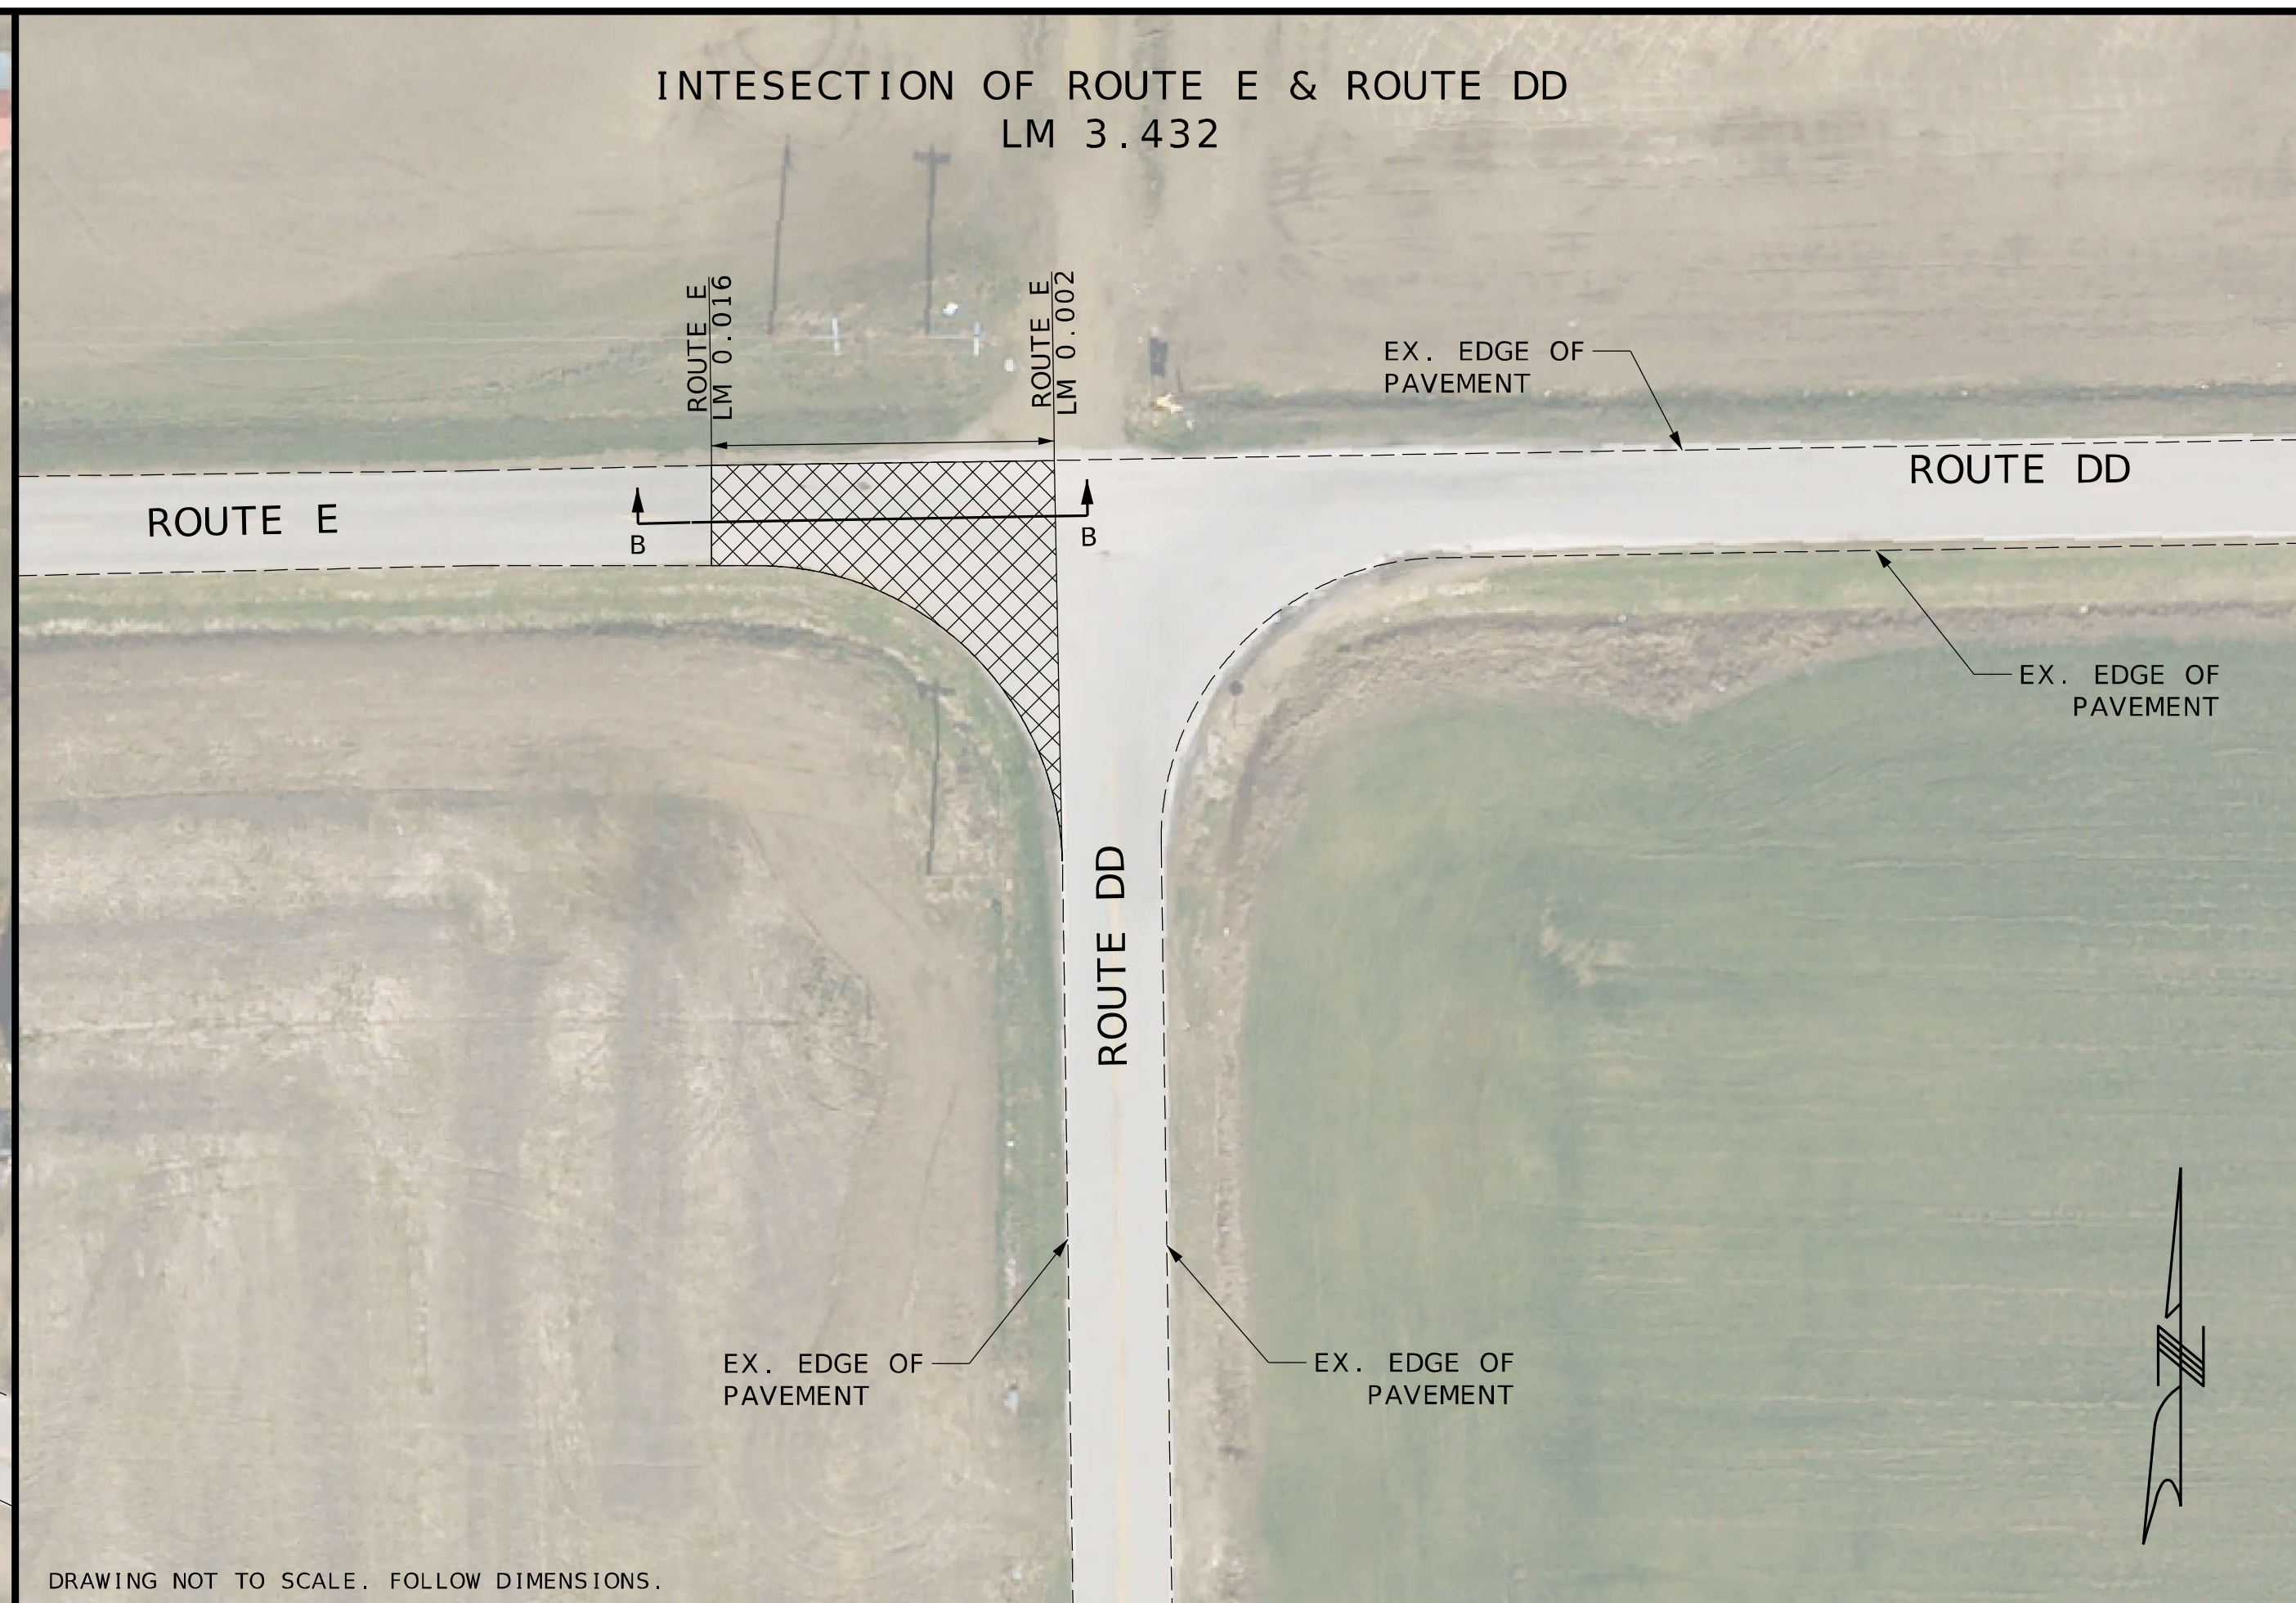 INTESECTION OF ROUTE E & ROUTE DD
LM 3.432
ROUTE E
LM 0.016
ROUTE E
LM 0.002
EX. EDGE OF
PAVEMENT
ROUTE DD
ROUTE E
B
B
EX. EDGE OF
PAVEMENT
ROUTE DD
EX. EDGE OF
PAVEMENT
EX. EDGE OF
PAVEMENT
N
DRAWING NOT TO SCALE. FOLLOW DIMENSIONS.